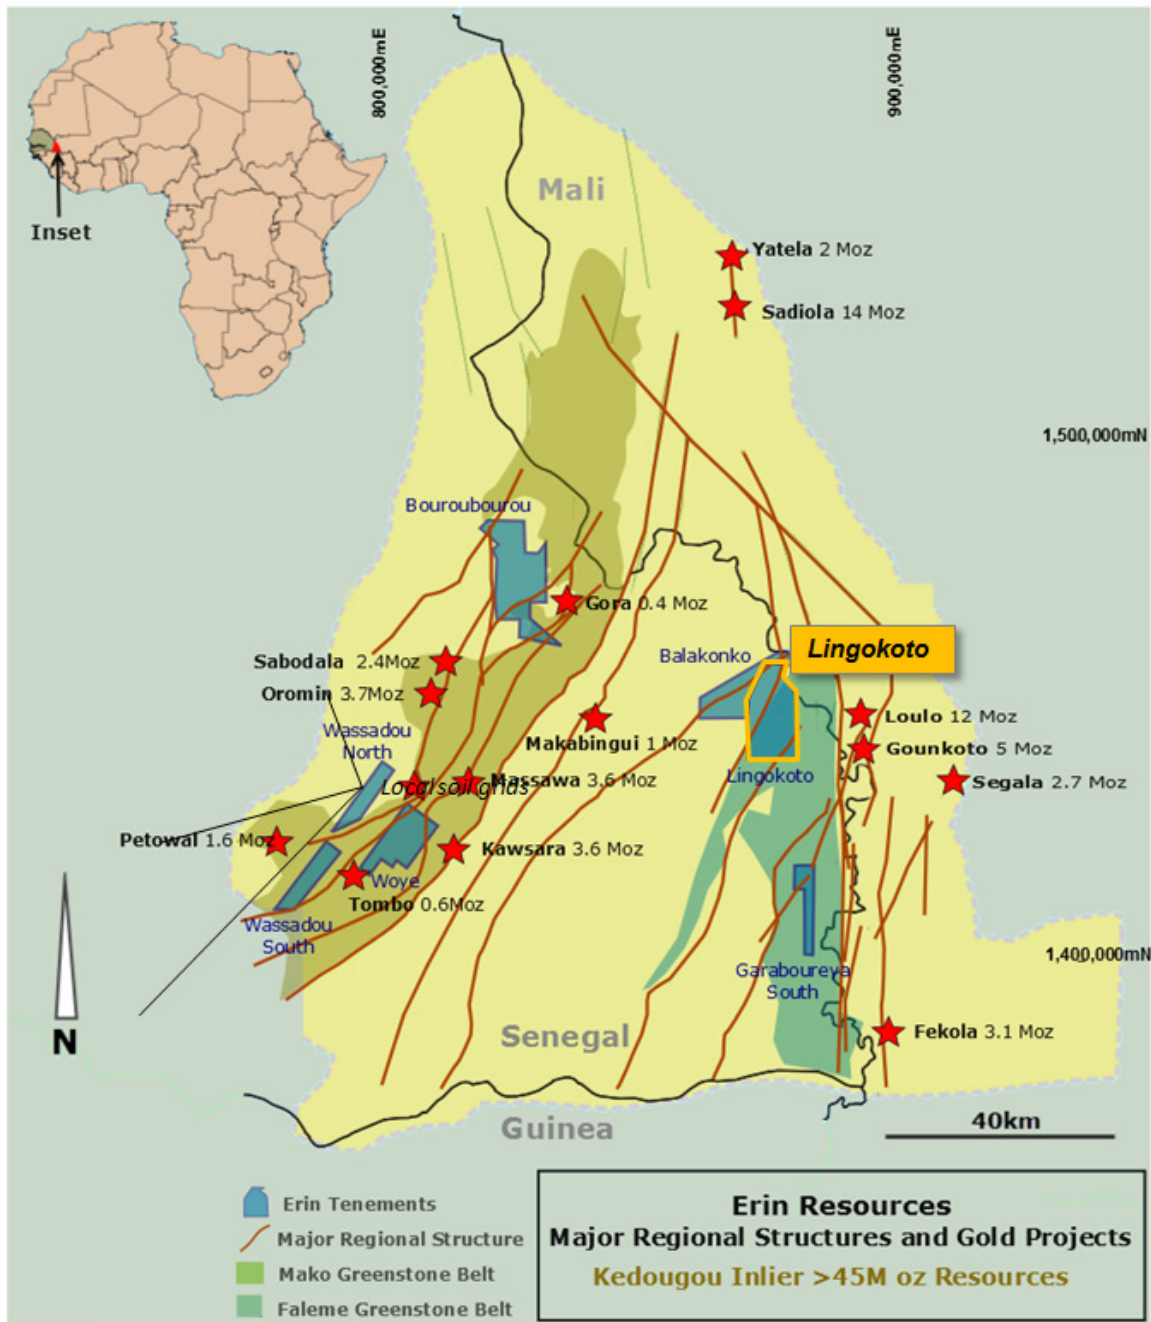 800,000mE
900,000mE
Inset
Mali
Yatela 2 Moz
Sadiola 14 Moz
1,500,000mN
Bouroubourou
Gora 0.4 Moz
Lingokoto
Balakonko
Sabodala 2.4Moz
Oromin 3.7Moz
Wassadou
North
Loulo 12 Moz
Makabingui 1 Moz
Gounkoto 5 Moz
Lingokoto
Massawa 3.6 Moz
Local soil grids
Segala 2.7 Moz
Petowal 1.6 Moz
Kawsara 3.6 Moz
Woye
Tombo 0.6Moz
Wassadou
South
1,400,000mN
Garaboureya
South
Senegal
Fekola 3.1 Moz
N
Guinea
40km
Erin Tenements
Major Regional Structure
Mako Greenstone Belt
Faleme Greenstone Belt
Erin Resources
Major Regional Structures and Gold Projects
Kedougou Inlier >45M oz Resources